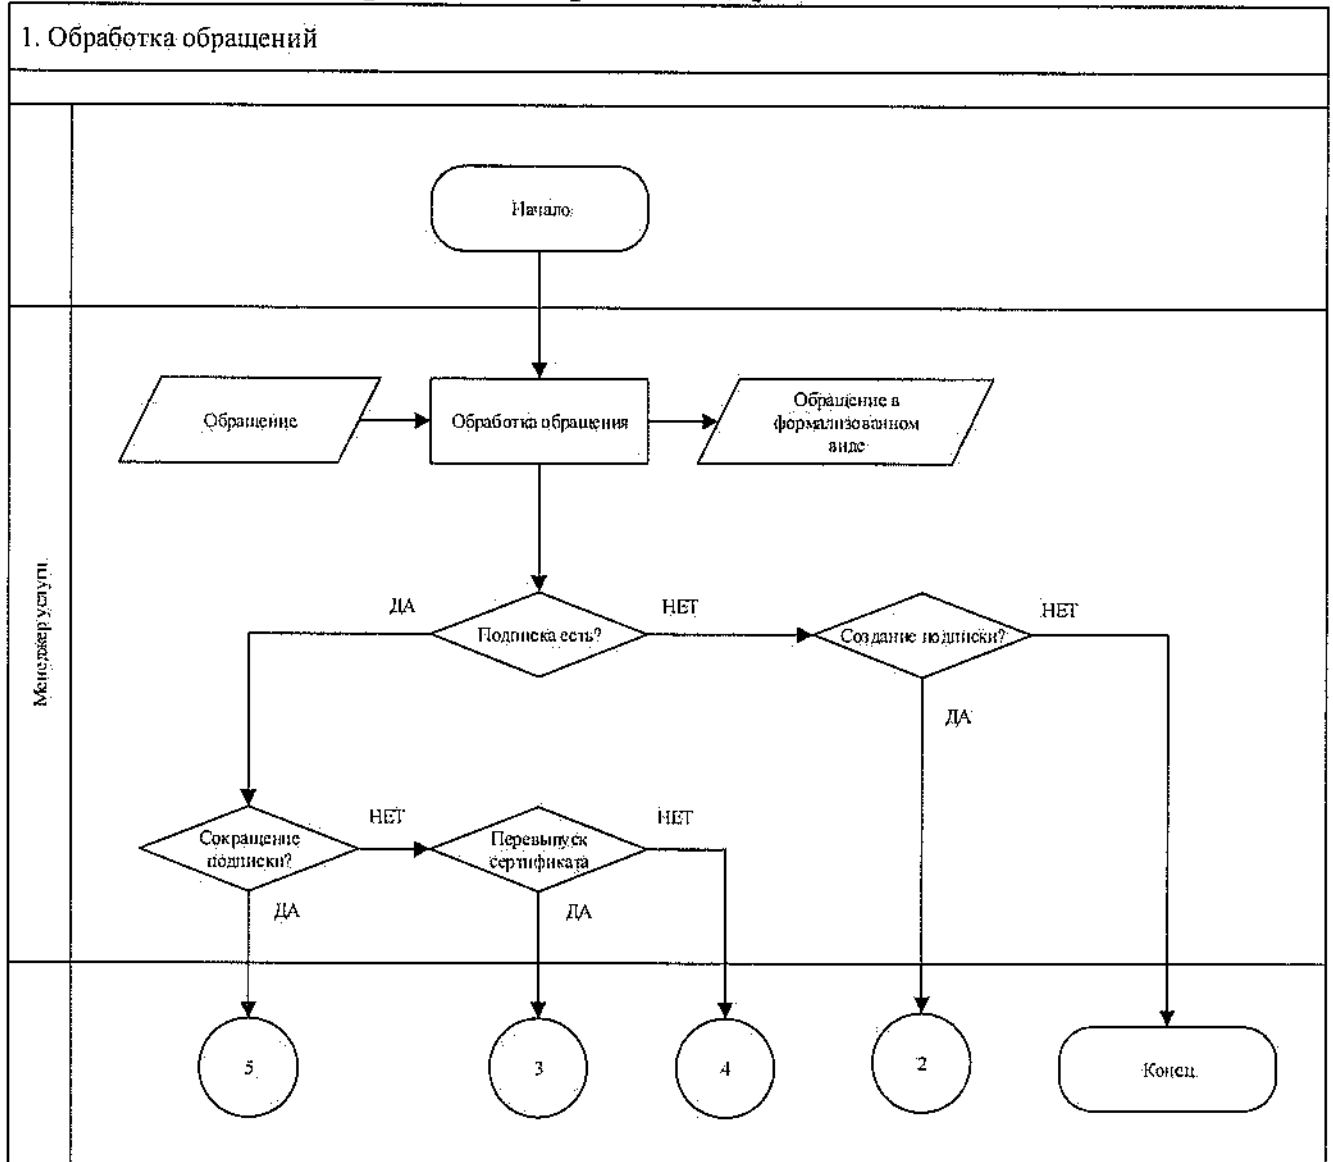 1. Обработка обращений
Начало
Менеджер услуги
Обращение
Обработка обращения
Обращение в
формализованном
виде
ДА
Подписка есть?
НЕТ
Создание подписки?
НЕТ
ДА
Сокращение
подписки?
НЕТ
Перевыпуск
сертификата
НЕТ
ДА
ДА
5
3
4
2
Конец